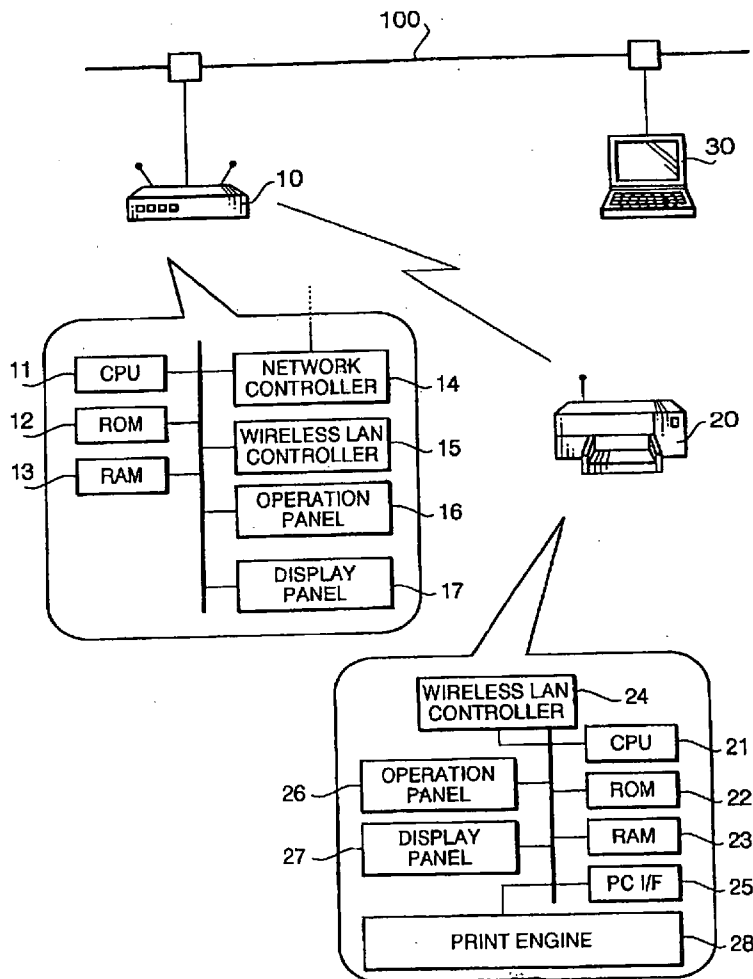 100
10
30
20
11 CPU
12 ROM
13 RAM
NETWORK
CONTROLLER 14
WIRELESS LAN
CONTROLLER 15
OPERATION
PANEL 16
DISPLAY
PANEL 17
WIRELESS LAN
CONTROLLER 24
CPU 21
26 OPERATION
PANEL
ROM 22
27 DISPLAY
PANEL
RAM 23
PC I/F 25
PRINT ENGINE 28